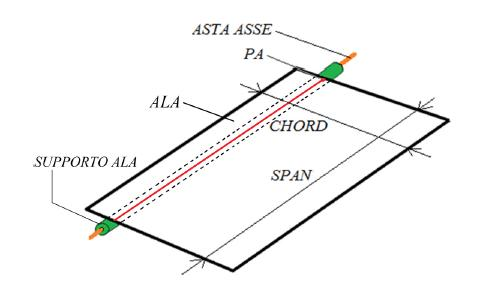 ASTA ASSE
PA
ALA
CHORD
SUPPORTO ALA
SPAN